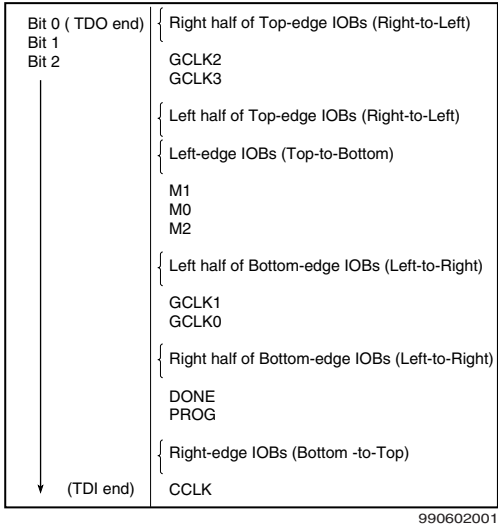 Bit 0 ( TDO end)
Bit 1
Bit 2
Right half of Top-edge IOBs (Right-to-Left)
GCLK2
GCLK3
Left half of Top-edge IOBs (Right-to-Left)
Left-edge IOBs (Top-to-Bottom)
M1
M0
M2
Left half of Bottom-edge IOBs (Left-to-Right)
GCLK1
GCLK0
Right half of Bottom-edge IOBs (Left-to-Right)
DONE
PROG
Right-edge IOBs (Bottom -to-Top)
(TDI end)
CCLK
990602001